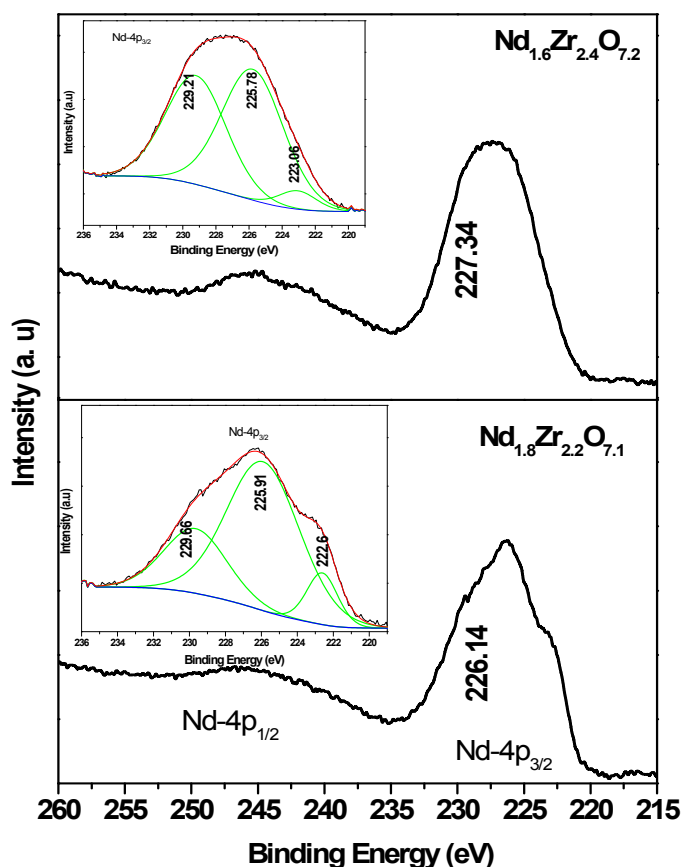 Nd1.6Zr2.4O7.2
Nd-4p3/2
229.21
225.78
223.06
Intensity (a.u)
236 234 232 230 228 226 224 222 220
Binding Energy (eV)
227.34
Intensity (a. u)
Nd1.8Zr2.2O7.1
Nd-4p3/2
229.66
225.91
222.6
Intensity (a.u)
236 234 232 230 228 226 224 222 220
Binding Energy (eV)
226.14
Nd-4p1/2
Nd-4p3/2
260 255 250 245 240 235 230 225 220 215
Binding Energy (eV)